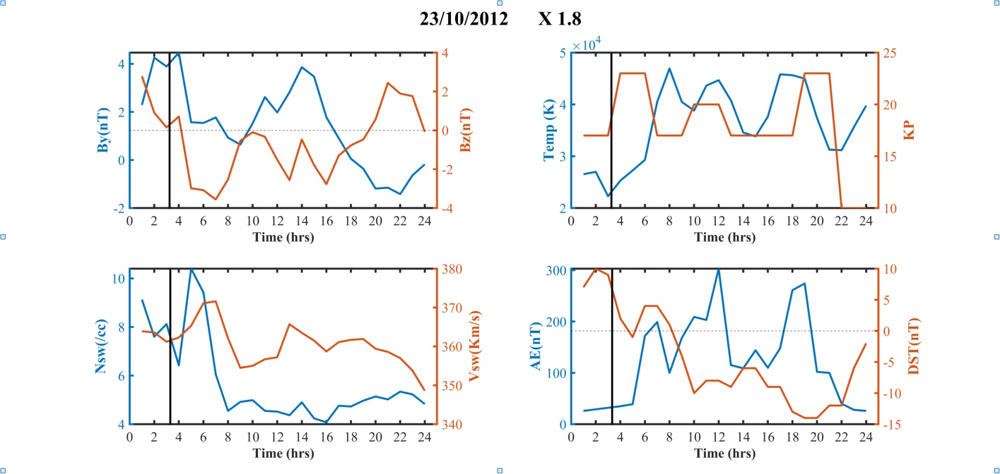 23/10/2012 X 1.8
×10⁴
By(nT)
4
2
0
-2
Bz(nT)
4
2
0
-2
-4
0 2 4 6 8 10 12 14 16 18 20 22 24
Time (hrs)
Temp (K)
5
4
3
2
KP
25
20
15
10
0 2 4 6 8 10 12 14 16 18 20 22 24
Time (hrs)
Nsw(/cc)
10
8
6
4
Vsw(Km/s)
380
370
360
350
340
0 2 4 6 8 10 12 14 16 18 20 22 24
Time (hrs)
AE(nT)
300
200
100
0
DST(nT)
10
5
0
-5
-10
-15
0 2 4 6 8 10 12 14 16 18 20 22 24
Time (hrs)